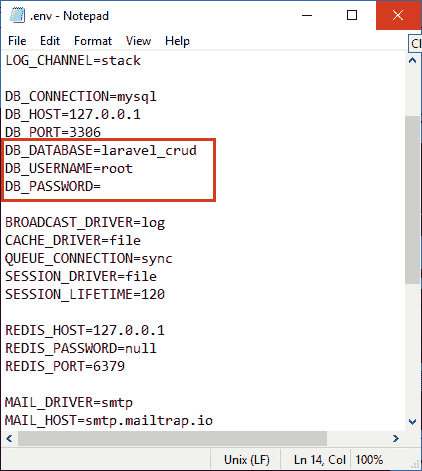 .env - Notepad
File Edit Format View Help
Cl
LOG_CHANNEL=stack
DB_CONNECTION=mysql
DB_HOST=127.0.0.1
DB_PORT=3306
DB_DATABASE=laravel_crud
DB_USERNAME=root
DB_PASSWORD=
BROADCAST_DRIVER=log
CACHE_DRIVER=file
QUEUE_CONNECTION=sync
SESSION_DRIVER=file
SESSION_LIFETIME=120
REDIS_HOST=127.0.0.1
REDIS_PASSWORD=null
REDIS_PORT=6379
MAIL_DRIVER=smtp
MAIL_HOST=smtp.mailtrap.io
Unix (LF) Ln 14, Col 100%